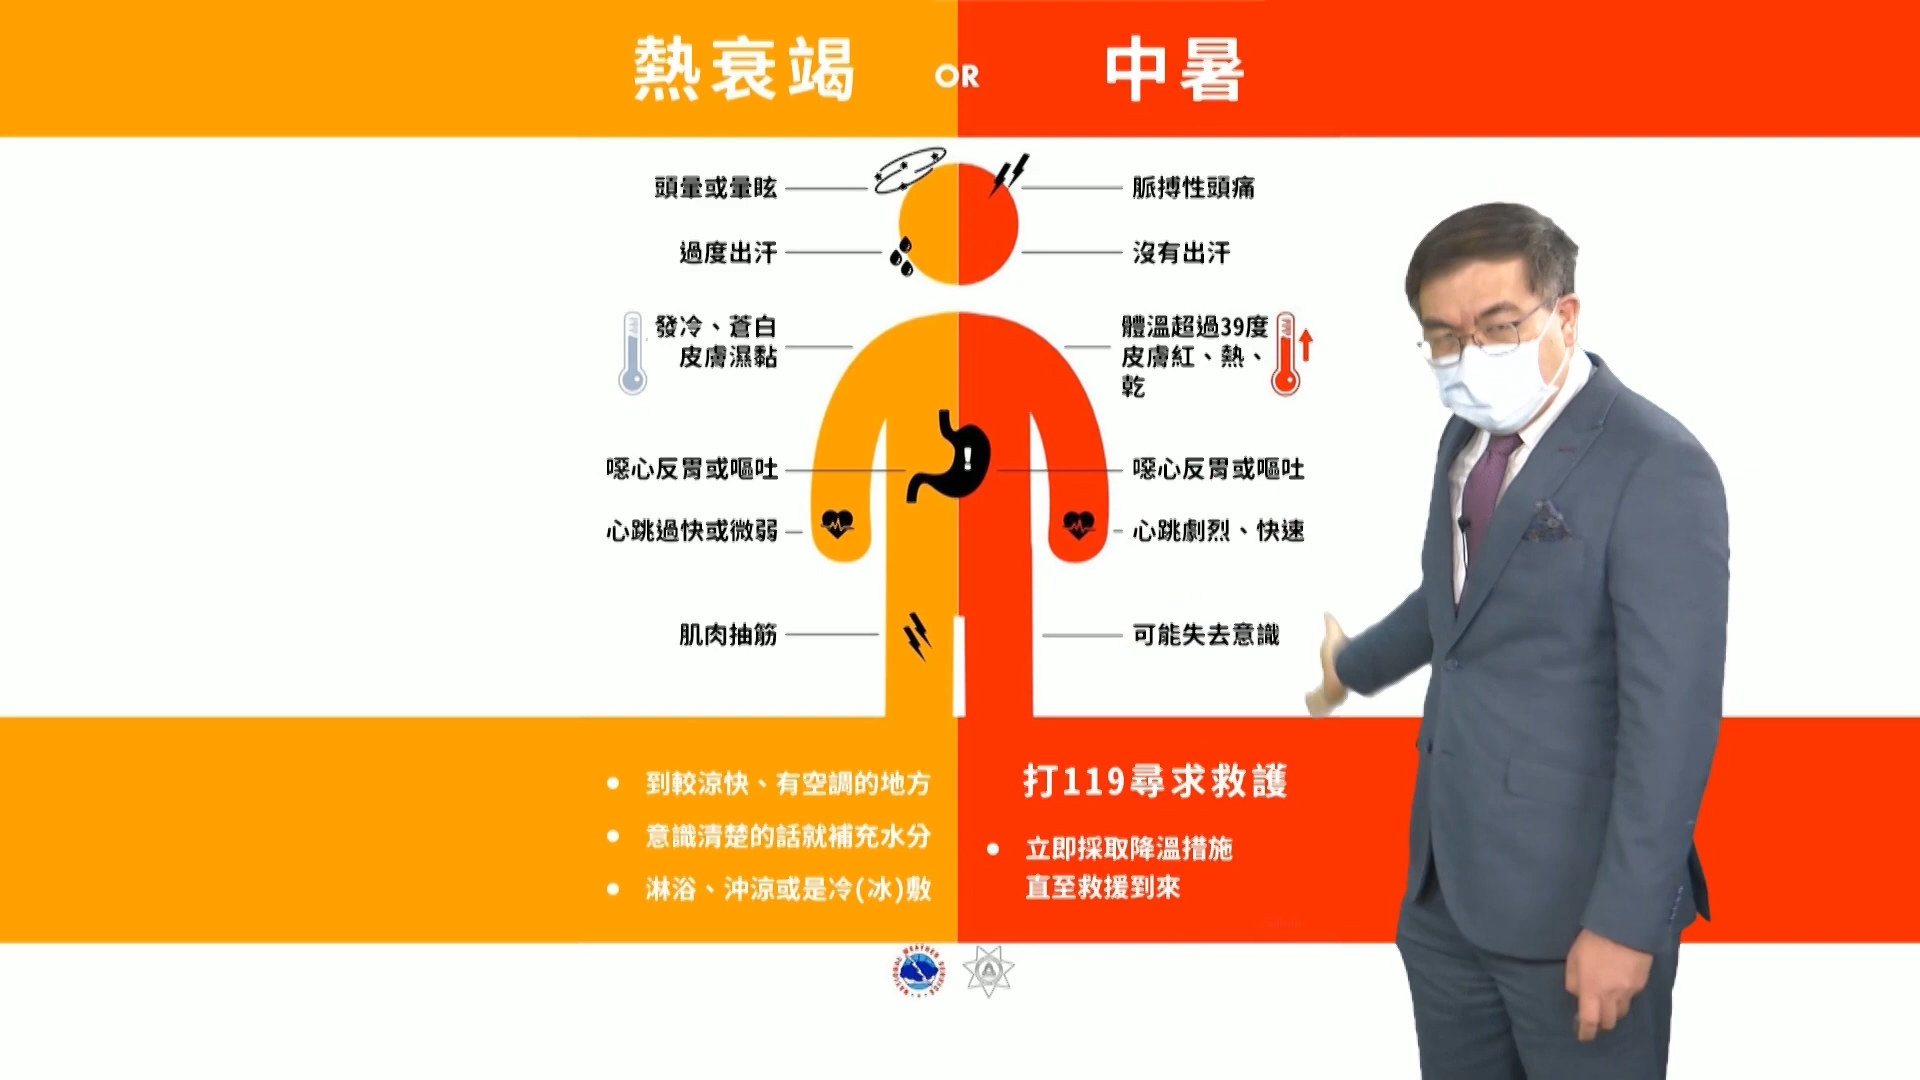 熱衰竭 OR 中暑
頭暈或暈眩
過度出汗
發冷、蒼白
皮膚濕黏
噁心反胃或嘔吐
心跳過快或微弱
肌肉抽筋
脈搏性頭痛
沒有出汗
體溫超過39度
皮膚紅、熱、
乾
噁心反胃或嘔吐
心跳劇烈、快速
可能失去意識
• 到較涼快、有空調的地方
• 意識清楚的話就補充水分
• 淋浴、沖涼或是冷(冰)敷
打119尋求救護
• 立即採取降溫措施
直至救援到來
NATIONAL WEATHER SERVICE